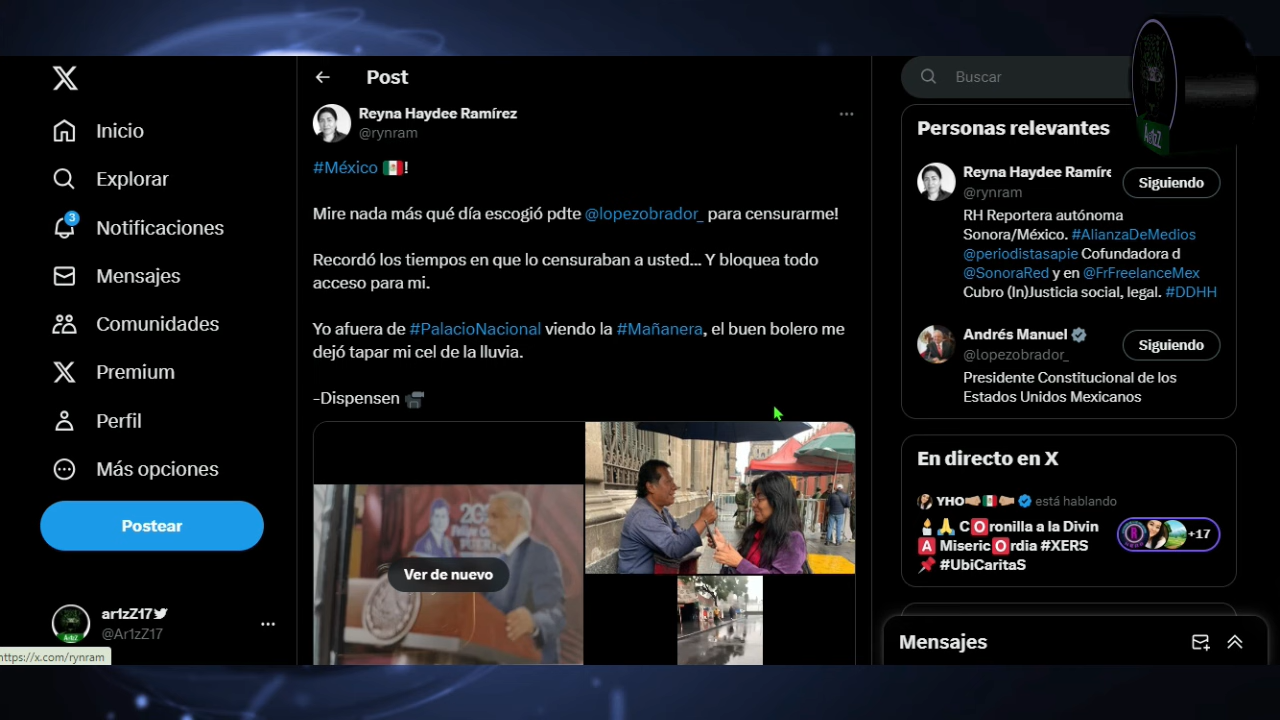 Inicio
Explorar
3
Notificaciones
Mensajes
Comunidades
Premium
Perfil
Más opciones
Postear
ar1zZ17
@Ar1zZ17
https://x.com/rynram
Post
Reyna Haydee Ramírez
@rynram
#México !
Mire nada más qué día escogió pdte @lopezobrador_ para censurarme!
Recordó los tiempos en que lo censuraban a usted... Y bloquea todo
acceso para mi.
Yo afuera de #PalacioNacional viendo la #Mañanera, el buen bolero me
dejó tapar mi cel de la lluvia.
-Dispensen
Ver de nuevo
Buscar
Personas relevantes
Reyna Haydee Ramíre
@rynram
Siguiendo
RH Reportera autónoma
Sonora/México. #AlianzaDeMedios
@periodistasapie Cofundadora d
@SonoraRed y en @FrFreelanceMex
Cubro (In)Justicia social, legal. #DDHH
Andrés Manuel
@lopezobrador_
Siguiendo
Presidente Constitucional de los
Estados Unidos Mexicanos
En directo en X
YHO está hablando
COronilla a la Divin
A MisericOrdia #XERS
#UbiCaritaS
+17
Mensajes